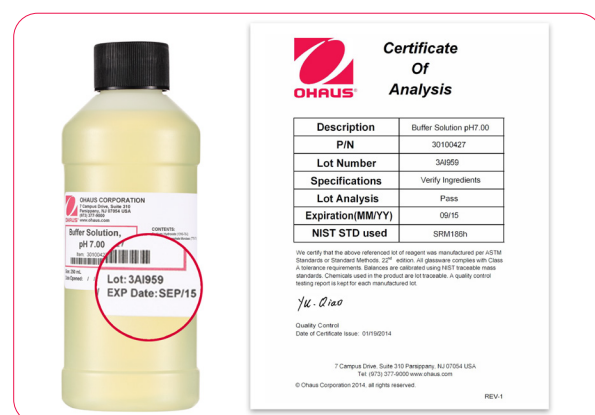 OHAUS CORPORATION
7 Campus Drive, Suite 310
Parsippany, NJ 07054 USA
(973) 377-9000
www.ohaus.com
OHAUS
Buffer Solution,
pH 7.00
CONTENTS:
Item: 3010042
Lot: 3AI959
EXP Date:SEP/15
OHAUS
Certificate
Of
Analysis
Description Buffer Solution pH7.00
P/N 30100427
Lot Number 3AI959
Specifications Verify Ingredients
Lot Analysis Pass
Expiration(MM/YY) 09/15
NIST STD used SRM186h
We certify that the above referenced lot of reagent was manufactured per ASTM
Standards or Standard Methods, 22nd edition. All glassware complies with Class
A tolerance requirements. Balances are calibrated using NIST traceable mass
standards. Chemicals used in the product are lot traceable. A quality control
testing report is kept for each manufactured lot.
Yu. Qiao
Quality Control
Date of Certificate Issue: 01/19/2014
7 Campus Drive, Suite 310 Parsippany, NJ 07054 USA
Tel: (973) 377-9000 www.ohaus.com
© Ohaus Corporation 2014, all rights reserved.
REV-1